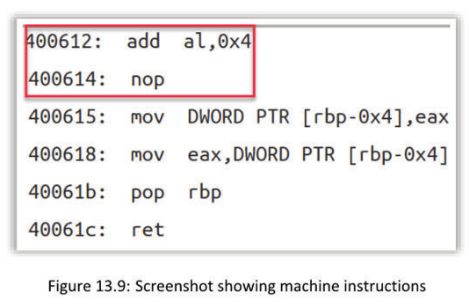 400612: add al,0x4
400614: nop
400615: mov DWORD PTR [rbp-0x4],eax
400618: mov eax,DWORD PTR [rbp-0x4]
40061b: pop rbp
40061c: ret
Figure 13.9: Screenshot showing machine instructions